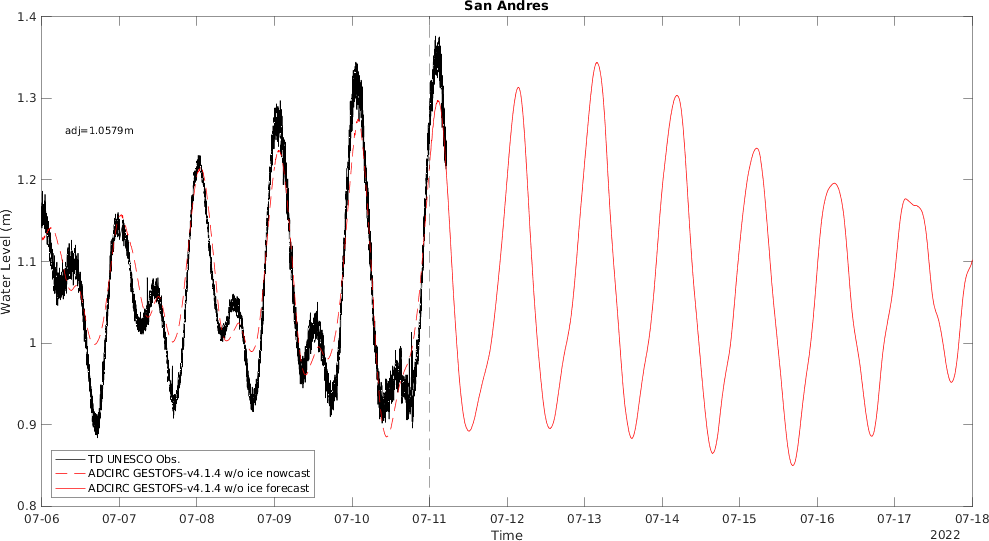 San Andres
1.4
1.3
1.2
1.1
1
0.9
0.8
Water Level (m)
adj=1.0579m
TD UNESCO Obs.
ADCIRC GESTOFS-v4.1.4 w/o ice nowcast
ADCIRC GESTOFS-v4.1.4 w/o ice forecast
07-06 07-07 07-08 07-09 07-10 07-11 07-12 07-13 07-14 07-15 07-16 07-17 07-18
Time
2022